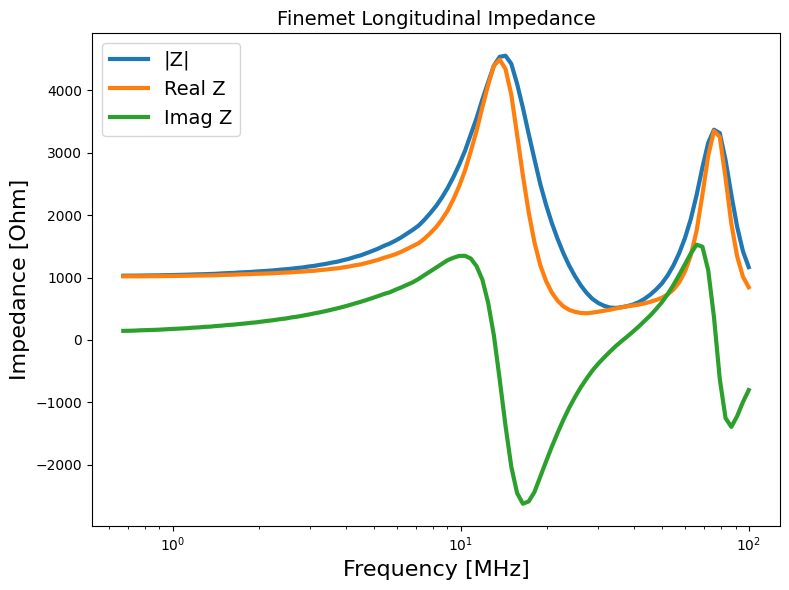 Finemet Longitudinal Impedance
|Z|
Real Z
Imag Z
Impedance [Ohm]
4000
3000
2000
1000
0
−1000
−2000
10⁰
10¹
10²
Frequency [MHz]